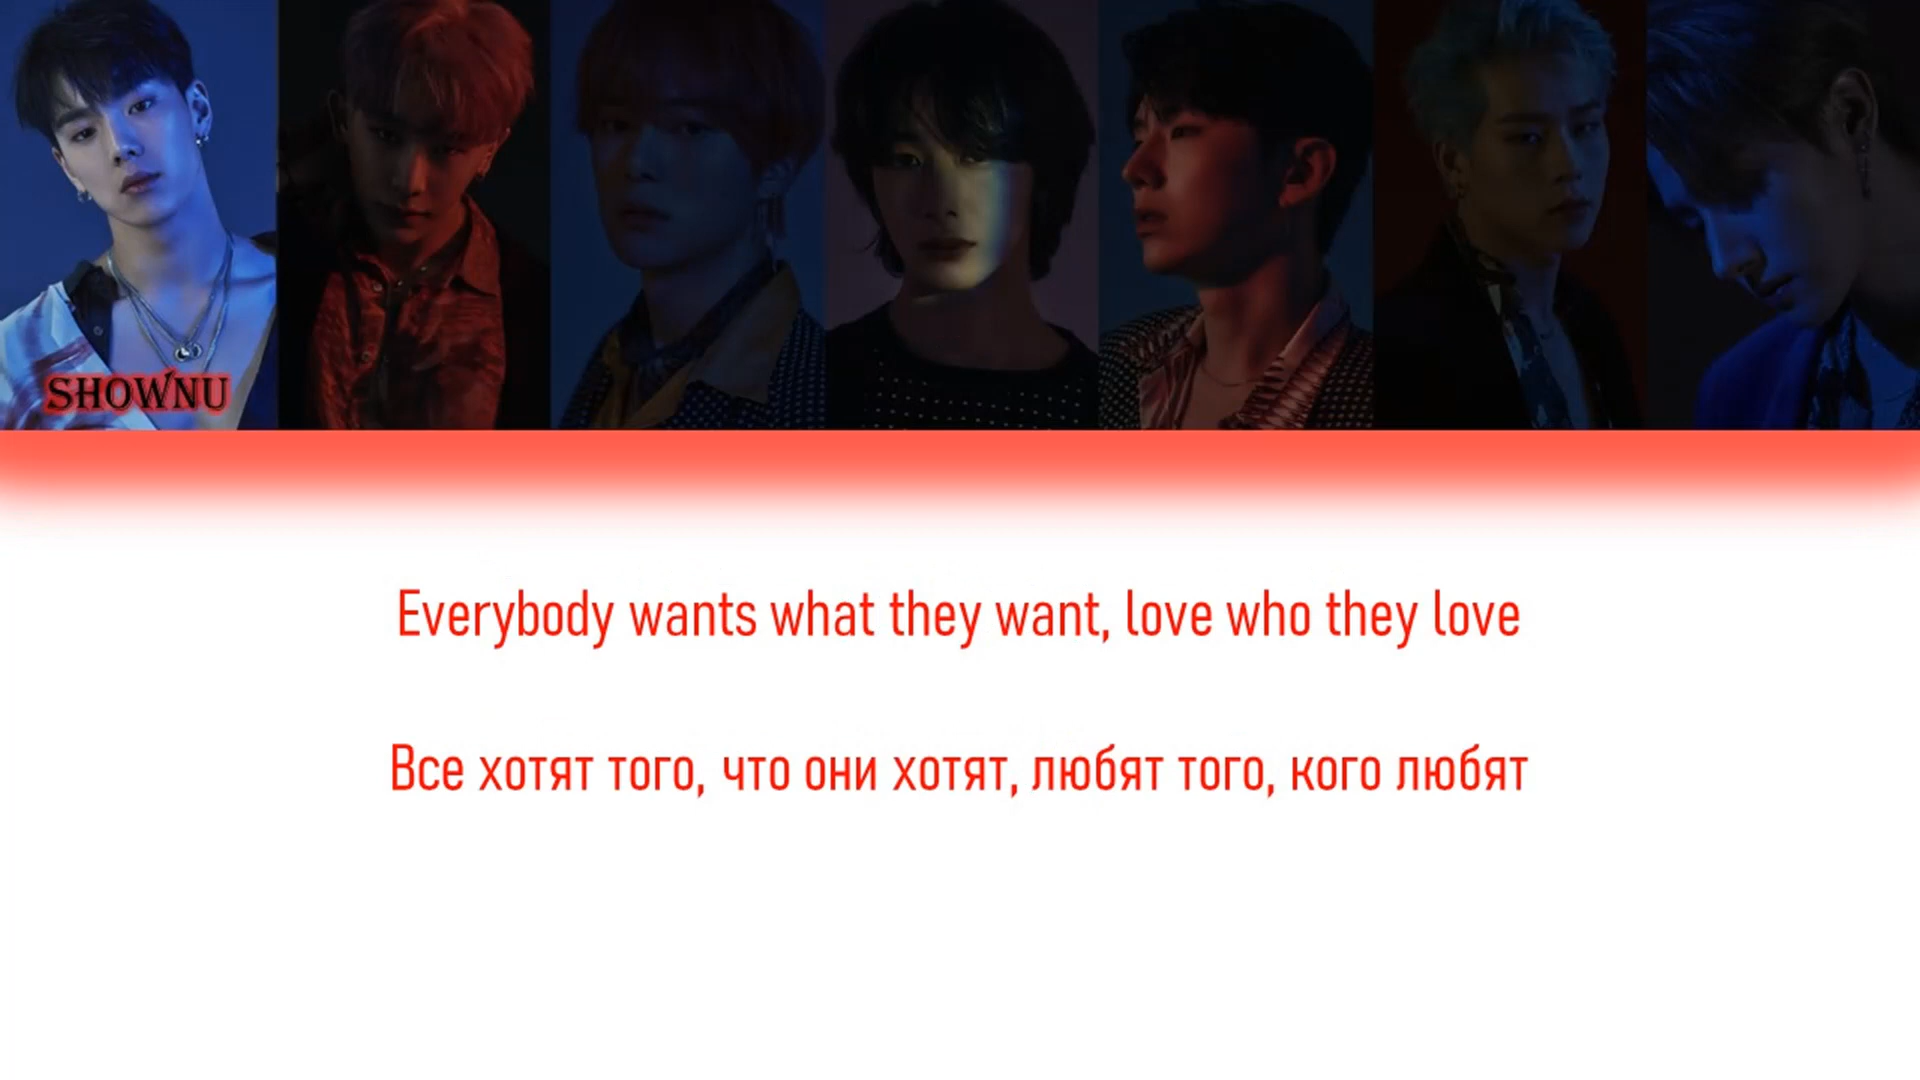 SHOWNU
Everybody wants what they want, love who they love
Все хотят того, что они хотят, любят того, кого любят